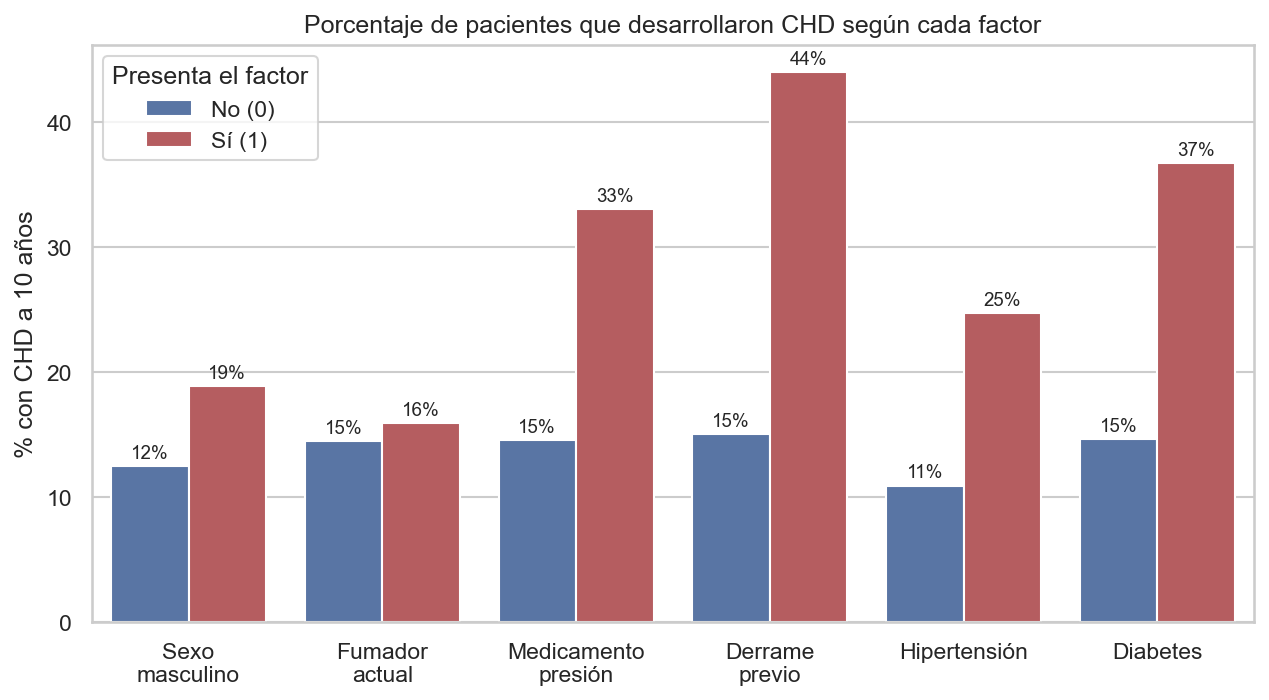 Porcentaje de pacientes que desarrollaron CHD según cada factor
Presenta el factor
No (0)
Sí (1)
% con CHD a 10 años
40
30
20
10
0
12%
19%
15%
16%
15%
33%
15%
44%
11%
25%
15%
37%
Sexo
masculino
Fumador
actual
Medicamento
presión
Derrame
previo
Hipertensión
Diabetes